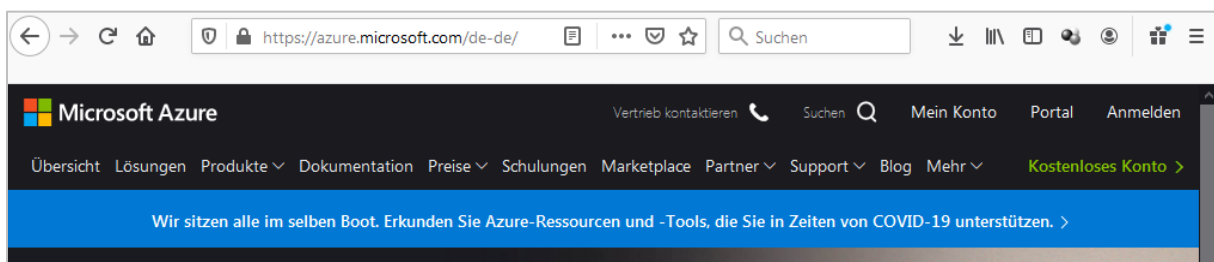 https://azure.microsoft.com/de-de/ Suchen
Microsoft Azure Vertrieb kontaktieren Suchen Mein Konto Portal Anmelden
Übersicht Lösungen Produkte Dokumentation Preise Schulungen Marketplace Partner Support Blog Mehr Kostenloses Konto >
Wir sitzen alle im selben Boot. Erkunden Sie Azure-Ressourcen und -Tools, die Sie in Zeiten von COVID-19 unterstützen. >